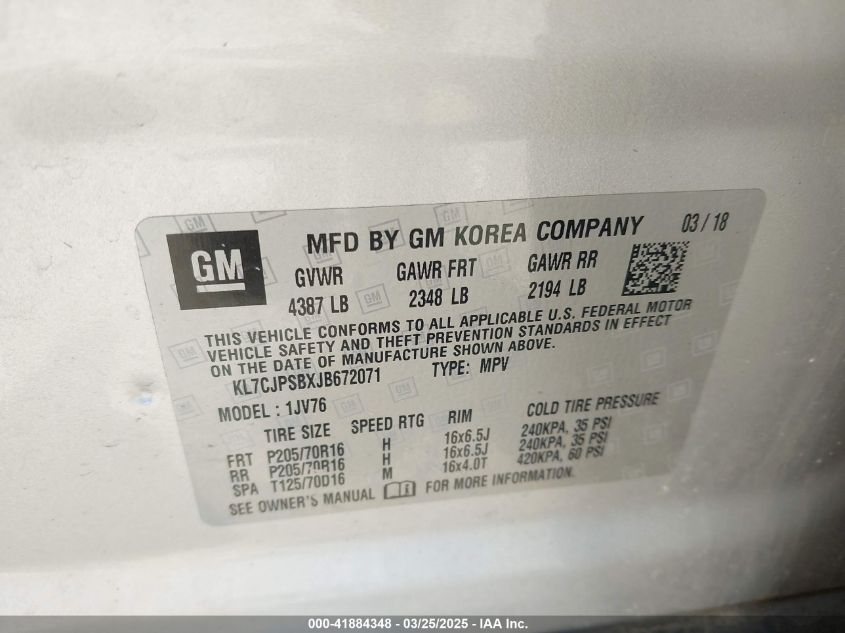 GM
MFD BY GM KOREA COMPANY 03 / 18
GVWR GAWR FRT GAWR RR
4387 LB 2348 LB 2194 LB
THIS VEHICLE CONFORMS TO ALL APPLICABLE U.S. FEDERAL MOTOR
VEHICLE SAFETY AND THEFT PREVENTION STANDARDS IN EFFECT
ON THE DATE OF MANUFACTURE SHOWN ABOVE.
KL7CJPSBXJB672071 TYPE: MPV
MODEL : 1JV76
TIRE SIZE SPEED RTG RIM COLD TIRE PRESSURE
FRT P205/70R16 H 16x6.5J 240KPA, 35 PSI
RR P205/70R16 H 16x6.5J 240KPA, 35 PSI
SPA T125/70D16 M 16x4.0T 420KPA, 60 PSI
SEE OWNER'S MANUAL FOR MORE INFORMATION.
000-41884348 - 03/25/2025 - IAA Inc.